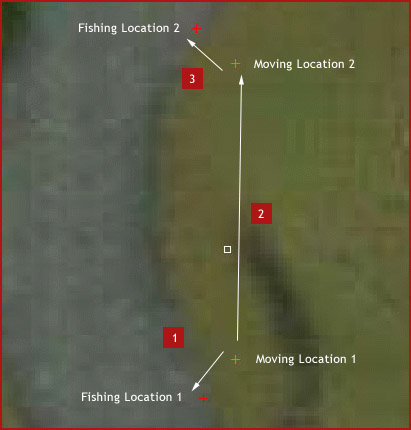 Fishing Location 2
Moving Location 2
3
2
1
Moving Location 1
Fishing Location 1